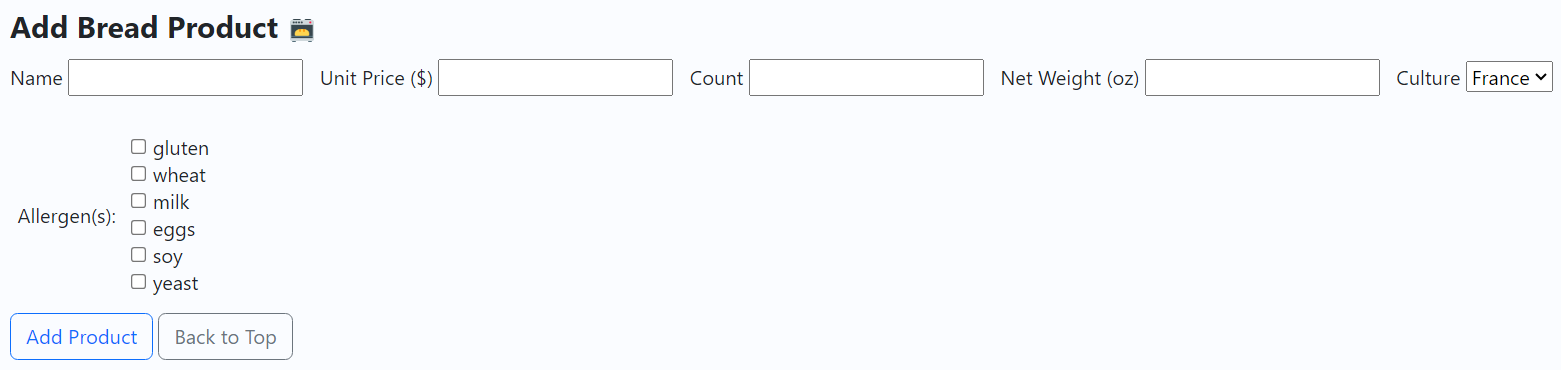 Add Bread Product
Name Unit Price ($) Count Net Weight (oz) Culture France
gluten
wheat
milk
Allergen(s):
eggs
soy
yeast
Add Product Back to Top